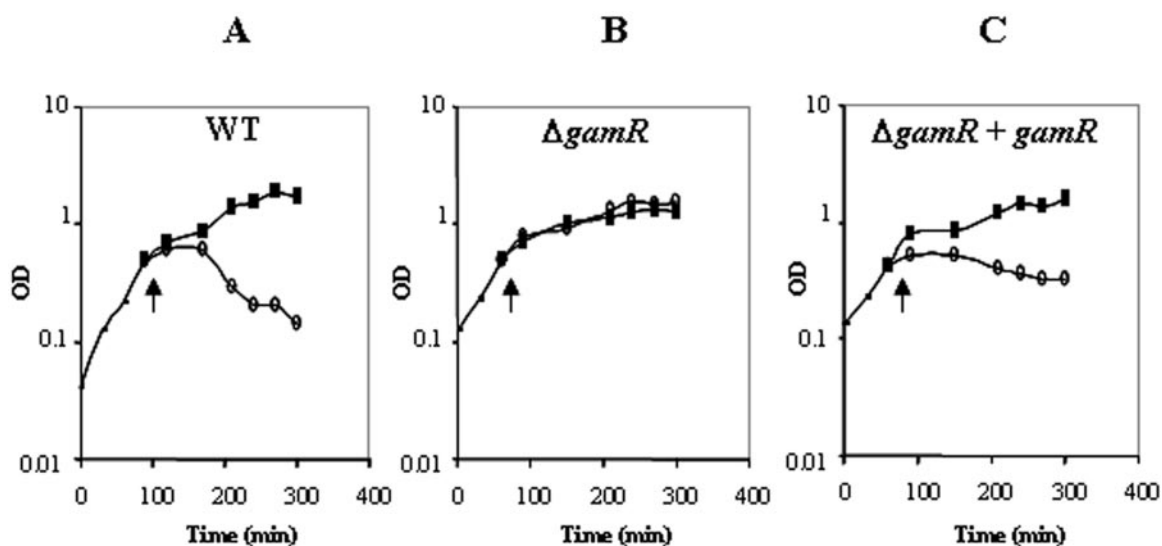 A B C
WT ΔgamR ΔgamR + gamR
10 10 10
1 1 1
OD OD OD
0.1 0.1 0.1
0.01 0.01 0.01
0 100 200 300 400 0 100 200 300 400 0 100 200 300 400
Time (min) Time (min) Time (min)